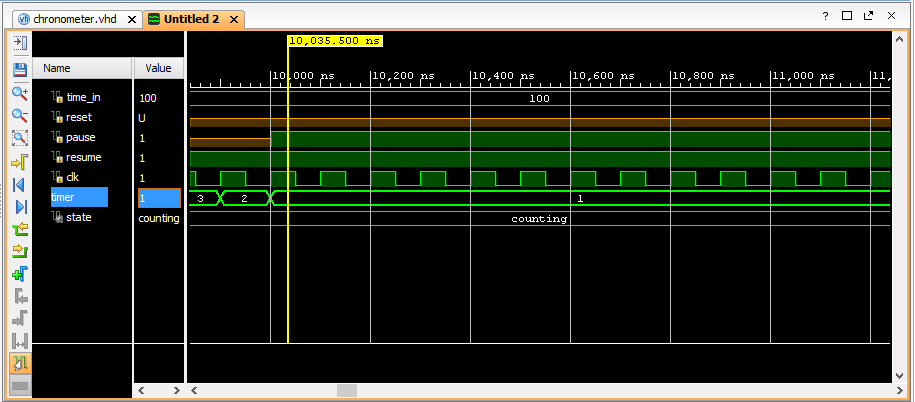 vh chronometer.vhd Untitled 2 ?
10,035.500 ns
Name Value 10,000 ns 10,200 ns 10,400 ns 10,600 ns 10,800 ns 11,000 ns 11,
time_in 100 100
reset U
pause 1
resume 1
clk 1
timer 1 3 2 1
state counting counting